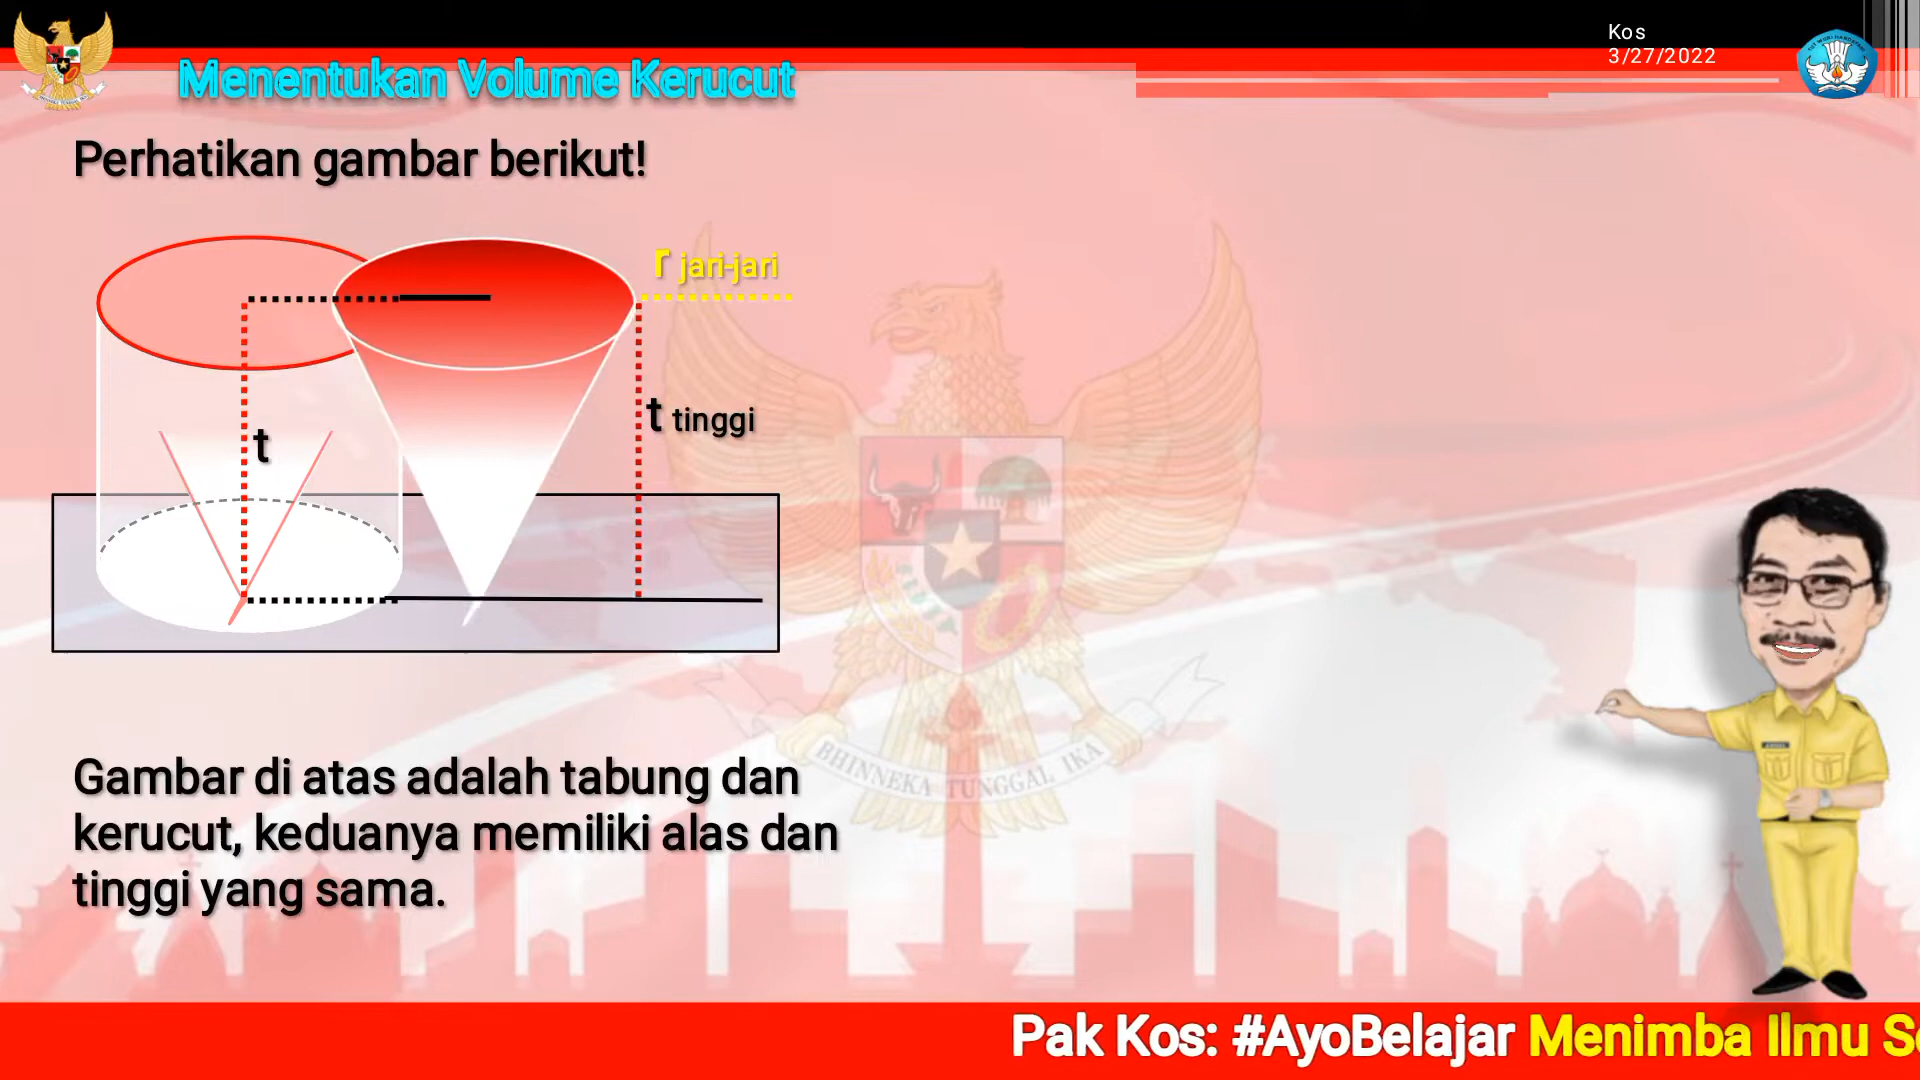 Kos
3/27/2022
Menentukan Volume Kerucut
Perhatikan gambar berikut!
r jari-jari
t tinggi
t
BHINNEKA TUNGGAL IKA
Gambar di atas adalah tabung dan
kerucut, keduanya memiliki alas dan
tinggi yang sama.
Pak Kos: #AyoBelajar Menimba Ilmu